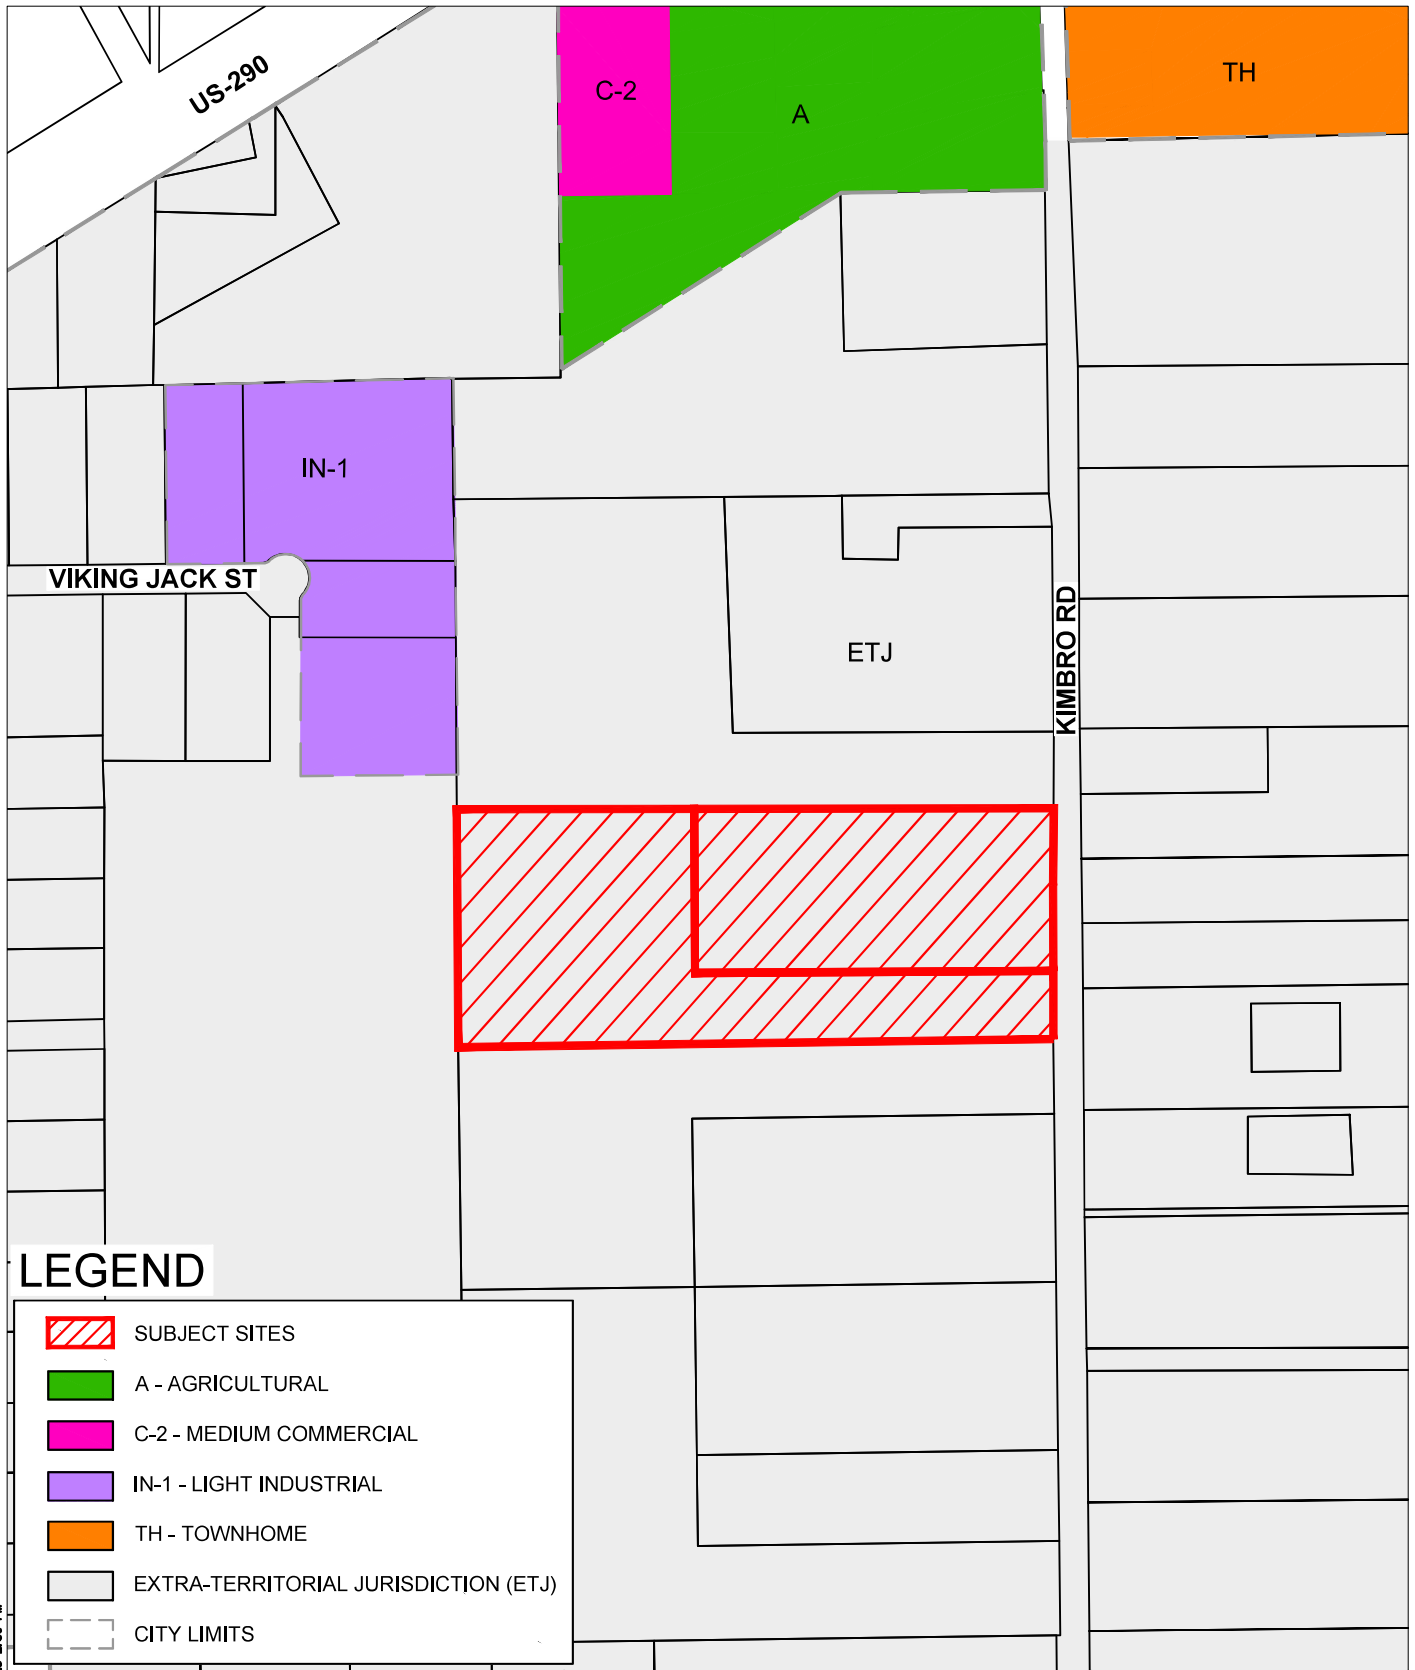 US-290
C-2
A
TH
IN-1
VIKING JACK ST
ETJ
KIMBRO RD
LEGEND
SUBJECT SITES
A - AGRICULTURAL
C-2 - MEDIUM COMMERCIAL
IN-1 - LIGHT INDUSTRIAL
TH - TOWNHOME
EXTRA-TERRITORIAL JURISDICTION (ETJ)
CITY LIMITS